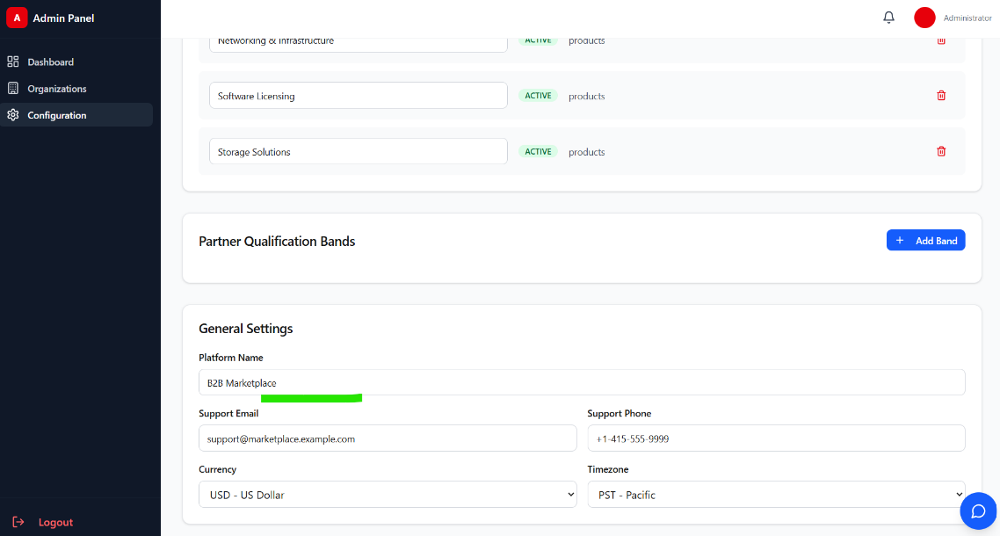 A Admin Panel
Administrator
Dashboard
Organizations
Configuration
Networking & Infrastructure ACTIVE products
Software Licensing ACTIVE products
Storage Solutions ACTIVE products
Partner Qualification Bands
+ Add Band
General Settings
Platform Name
B2B Marketplace
Support Email Support Phone
support@marketplace.example.com +1-415-555-9999
Currency Timezone
USD - US Dollar PST - Pacific
Logout